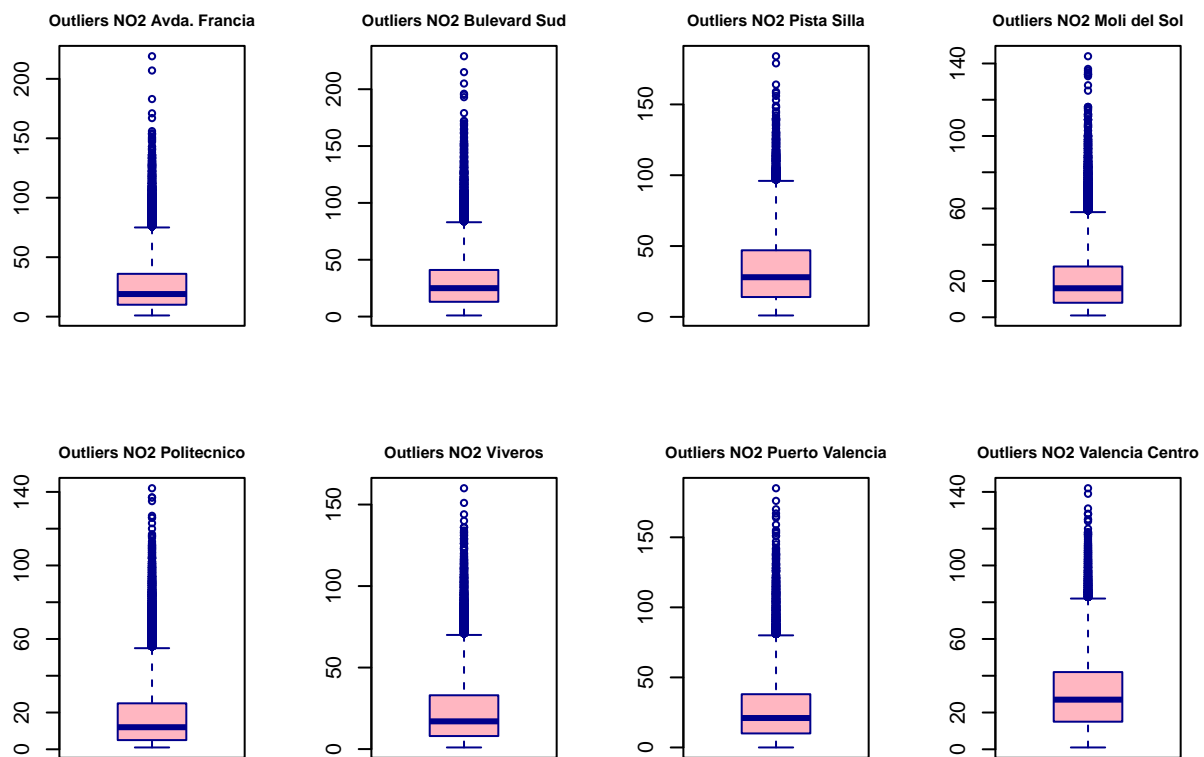 Outliers NO2 Avda. Francia
Outliers NO2 Bulevard Sud
Outliers NO2 Pista Silla
Outliers NO2 Moli del Sol
0 50 100 150 200
0 50 100 150 200
0 50 100 150
0 20 60 100 140
Outliers NO2 Politecnico
Outliers NO2 Viveros
Outliers NO2 Puerto Valencia
Outliers NO2 Valencia Centro
0 20 60 100 140
0 50 100 150
0 50 100 150
0 20 60 100 140